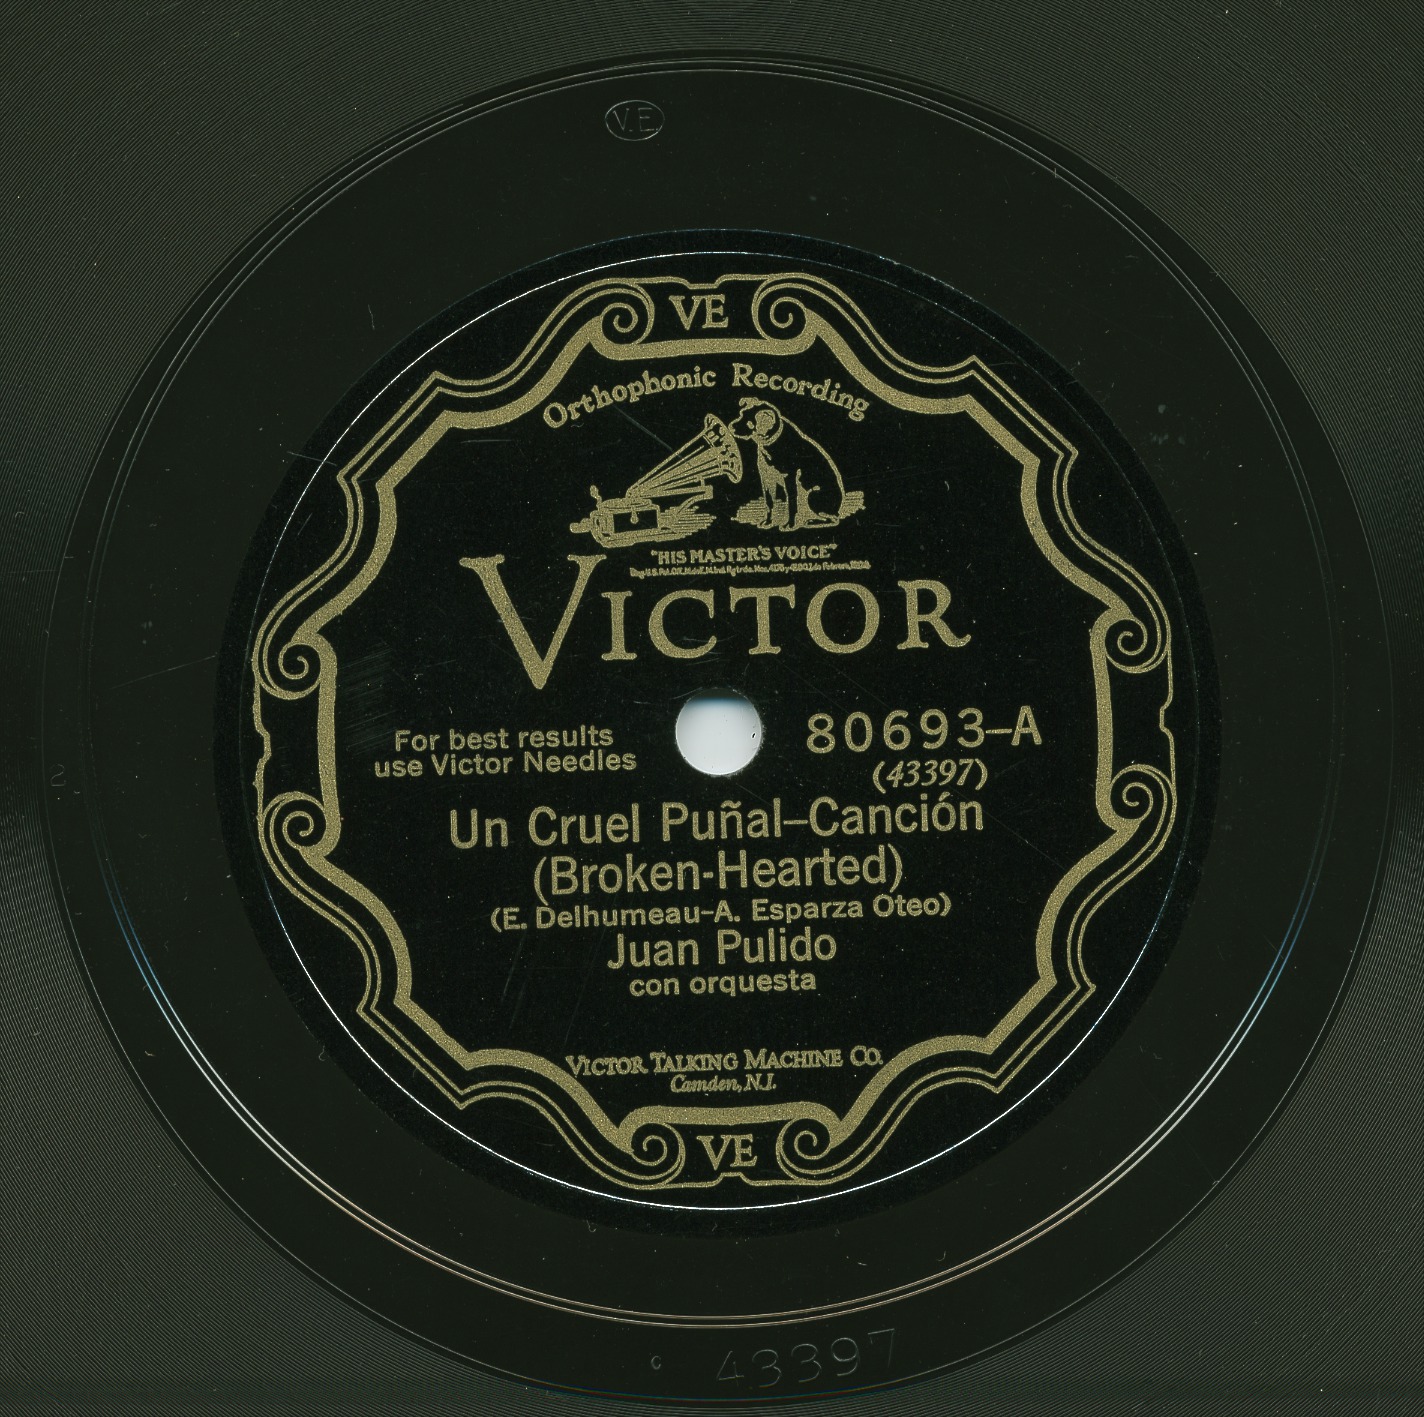 V.E.
VE
Orthophonic Recording
"HIS MASTER'S VOICE"
VICTOR
For best results
use Victor Needles
80693–A
(43397)
Un Cruel Puñal–Canción
(Broken-Hearted)
(E. Delhumeau–A. Esparza Oteo)
Juan Pulido
con orquesta
VICTOR TALKING MACHINE CO.
Camden, N.J.
VE
2
c 43397